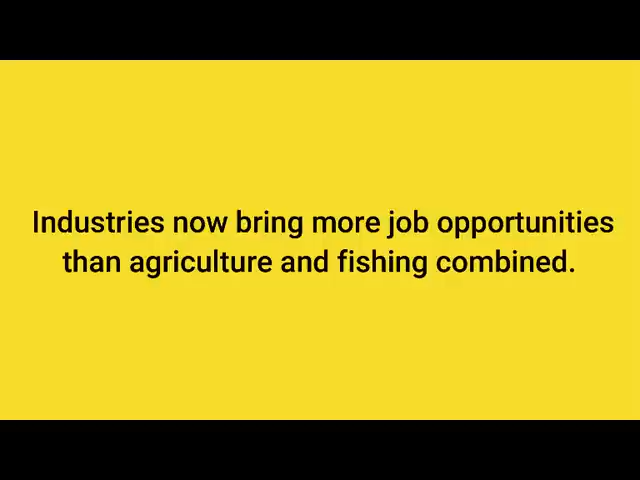 Industries now bring more job opportunities
than agriculture and fishing combined.